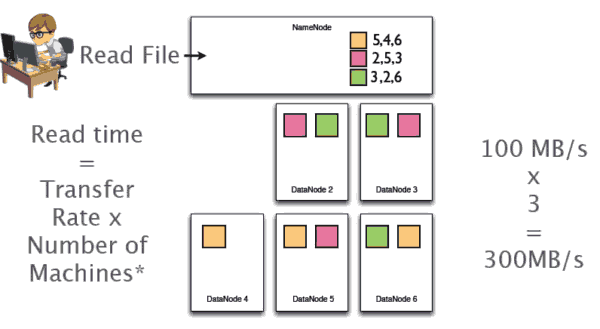 Read File
NameNode
5,4,6
2,5,3
3,2,6
Read time
=
Transfer
Rate x
Number of
Machines*
DataNode 2
DataNode 3
DataNode 4
DataNode 5
DataNode 6
100 MB/s
x
3
=
300MB/s